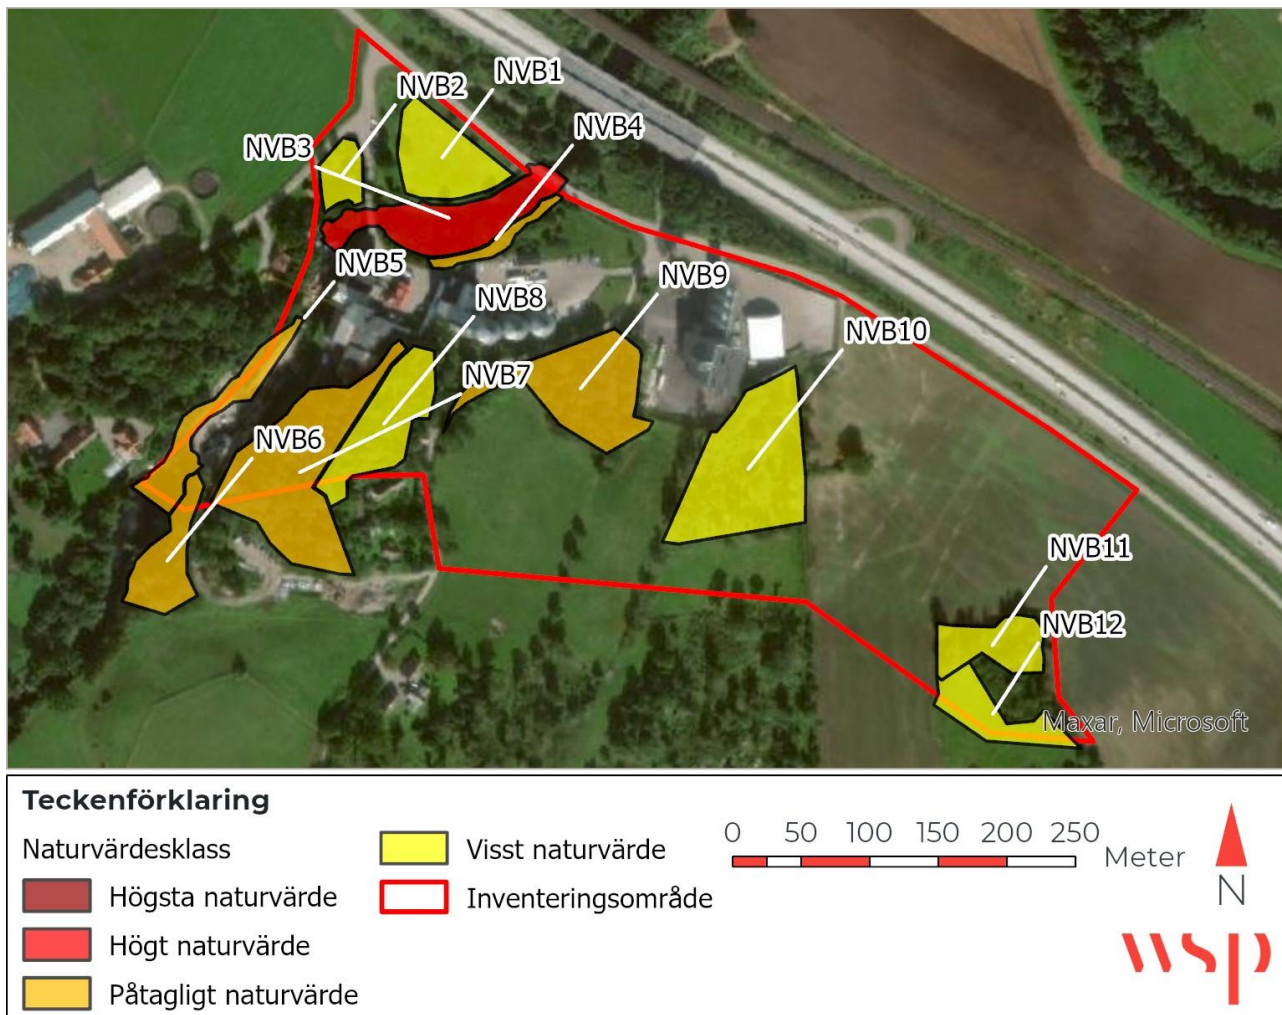 NVB1
NVB2
NVB4
NVB3
NVB5
NVB8
NVB9
NVB10
NVB7
NVB6
NVB11
NVB12
Maxar, Microsoft
Teckenförklaring
Naturvärdesklass
Högsta naturvärde
Högt naturvärde
Påtagligt naturvärde
Visst naturvärde
Inventeringsområde
0 50 100 150 200 250
Meter
N
wsp